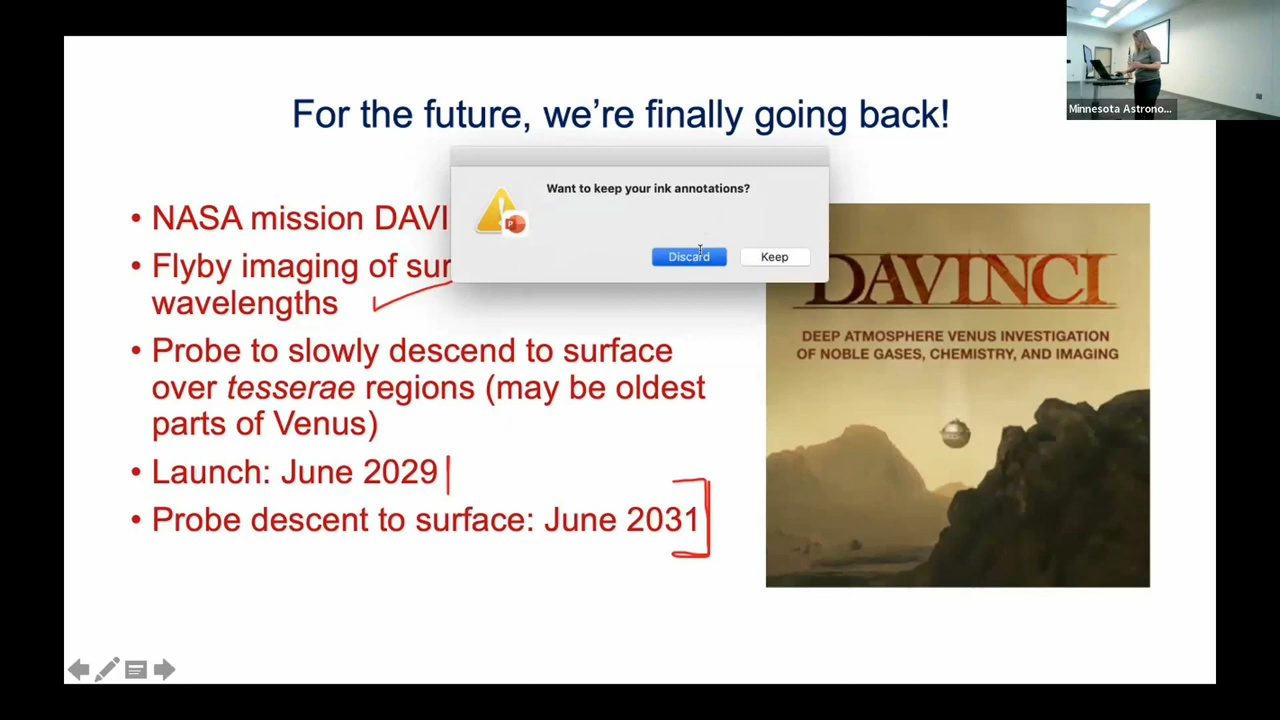 Minnesota Astrono...
For the future, we’re finally going back!
Want to keep your ink annotations?
Discard
Keep
• NASA mission DAVI
• Flyby imaging of sur
wavelengths
• Probe to slowly descend to surface
over tesserae regions (may be oldest
parts of Venus)
• Launch: June 2029
• Probe descent to surface: June 2031
DAVINCI
DEEP ATMOSPHERE VENUS INVESTIGATION
OF NOBLE GASES, CHEMISTRY, AND IMAGING